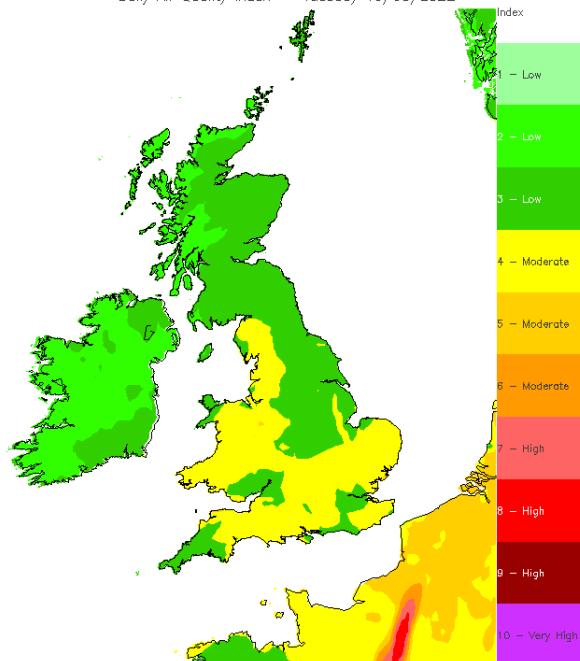 Index
1 - Low
2 - Low
3 - Low
4 - Moderate
5 - Moderate
6 - Moderate
7 - High
8 - High
9 - High
10 - Very High